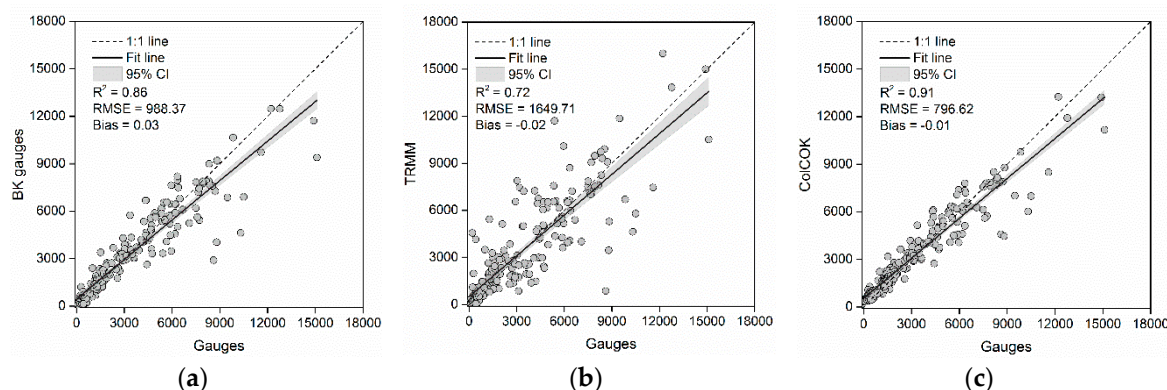 18000
15000
12000
9000
6000
3000
0
BK gauges
1:1 line
Fit line
95% CI
R² = 0.86
RMSE = 988.37
Bias = 0.03
0 3000 6000 9000 12000 15000 18000
Gauges
(a)
18000
15000
12000
9000
6000
3000
0
TRMM
1:1 line
Fit line
95% CI
R² = 0.72
RMSE = 1649.71
Bias = -0.02
0 3000 6000 9000 12000 15000 18000
Gauges
(b)
18000
15000
12000
9000
6000
3000
0
ColCOK
1:1 line
Fit line
95% CI
R² = 0.91
RMSE = 796.62
Bias = -0.01
0 3000 6000 9000 12000 15000 18000
Gauges
(c)